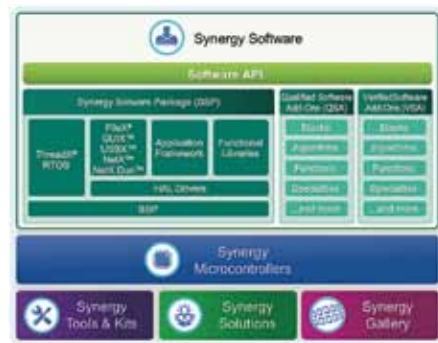 Synergy Software
Software API
Synergy Software Package (SSP)
Qualified Software
Add-Ons (QSA)
VerifiedSoftware
Add-Ons (VSA)
ThreadX®
RTOS
FileX®
GUIX™
USBX™
NetX™
NetX Duo™
Application
Framework
Functional
Libraries
HAL Drivers
BSP
Stacks
Algorithms
Functions
Specialties
...and more
Stacks
Algorithms
Functions
Specialties
...and more
Synergy
Microcontrollers
Synergy
Tools & Kits
Synergy
Solutions
Synergy
Gallery